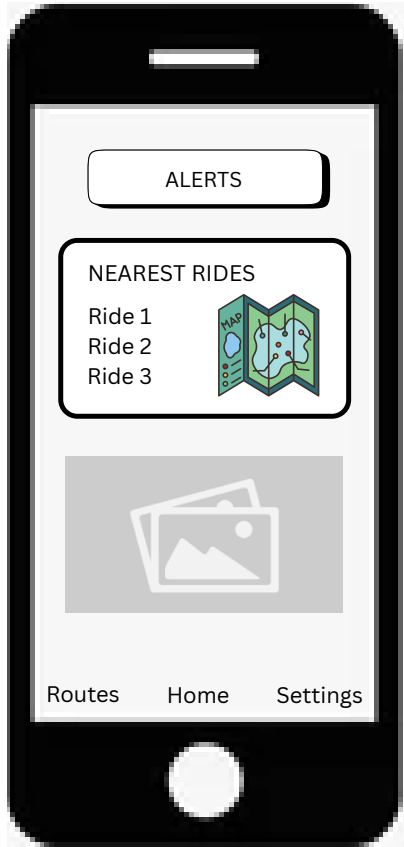 ALERTS
NEAREST RIDES
Ride 1
MAP
Ride 2
Ride 3
Routes Home Settings